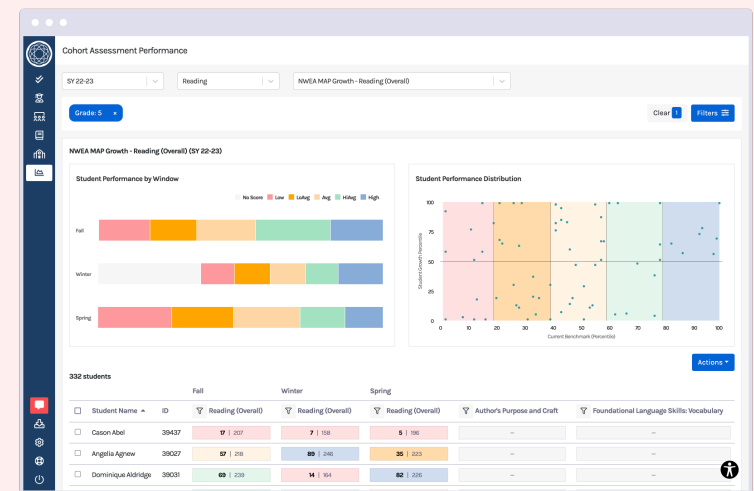 Cohort Assessment Performance
SY 22-23
Reading
NWEA MAP Growth - Reading (Overall)
Grade: 5 ×
Clear 1
Filters
NWEA MAP Growth - Reading (Overall) (SY 22-23)
Student Performance by Window
No Score Low LoAvg Avg HiAvg High
Fall
Winter
Spring
Student Performance Distribution
100
75
50
25
0
Student Growth Percentile
0 10 20 30 40 50 60 70 80 90 100
Current Benchmark (Percentile)
Actions
332 students
Fall Winter Spring
Student Name ID Reading (Overall) Reading (Overall) Reading (Overall) Author's Purpose and Craft Foundational Language Skills: Vocabulary
Cason Abel 39437 17 | 207 7 | 158 5 | 196 – –
Angelia Agnew 39027 57 | 218 89 | 246 35 | 223 – –
Dominique Aldridge 39031 69 | 239 14 | 164 82 | 226 – –